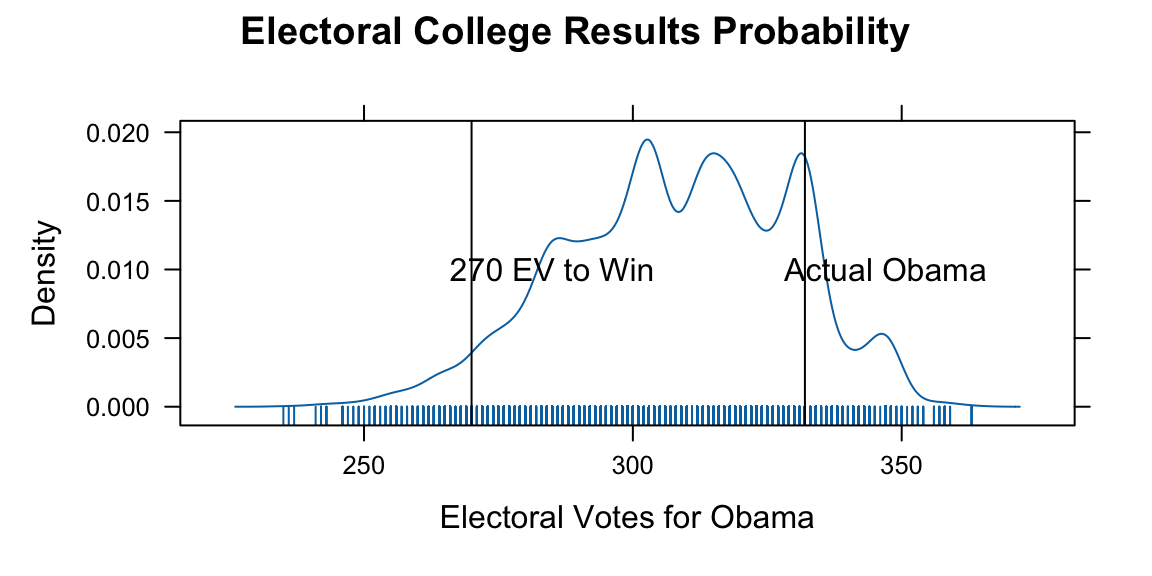 Electoral College Results Probability
0.020
0.015
0.010
0.005
0.000
Density
270 EV to Win
Actual Obama
250
300
350
Electoral Votes for Obama